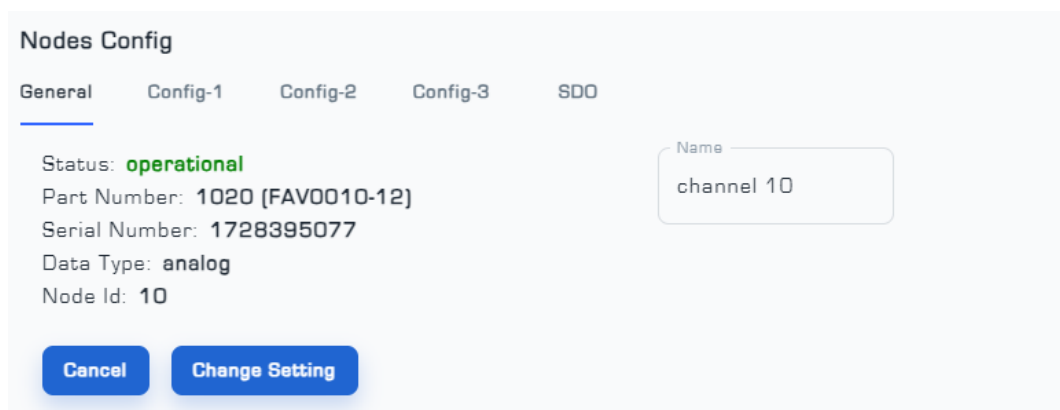 Nodes Config
General Config-1 Config-2 Config-3 SDO
Status: operational
Part Number: 1020 (FAV0010-12)
Serial Number: 1728395077
Data Type: analog
Node Id: 10
Name
channel 10
Cancel Change Setting